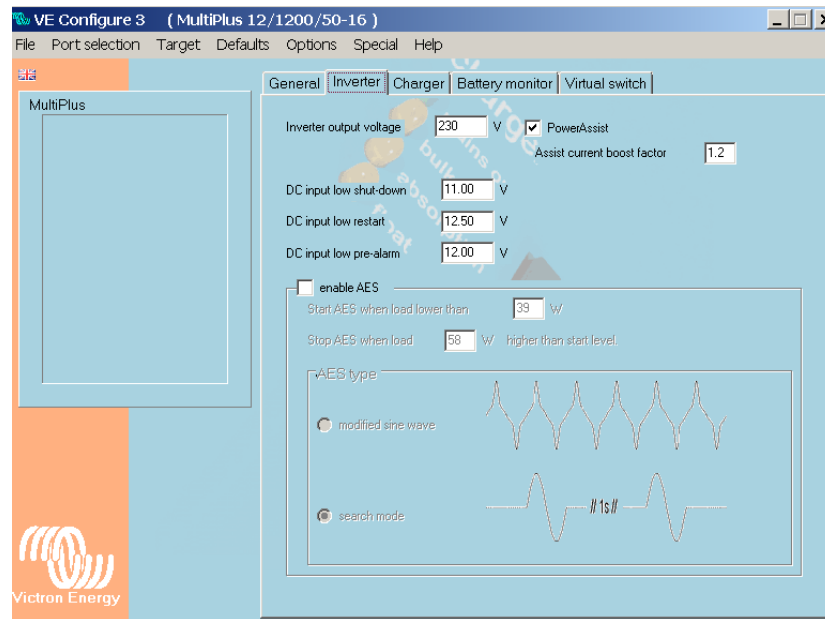 VE Configure 3 ( MultiPlus 12/1200/50-16 )
File Port selection Target Defaults Options Special Help
General Inverter Charger Battery monitor Virtual switch
MultiPlus
Inverter output voltage 230 V PowerAssist
Assist current boost factor 1.2
DC input low shut-down 11.00 V
DC input low restart 12.50 V
DC input low pre-alarm 12.00 V
enable AES
Start AES when load lower than 39 W
Stop AES when load 58 W higher than start level.
AES type
modified sine wave
search mode
//1s//
bulk
absorption
float
Victron Energy